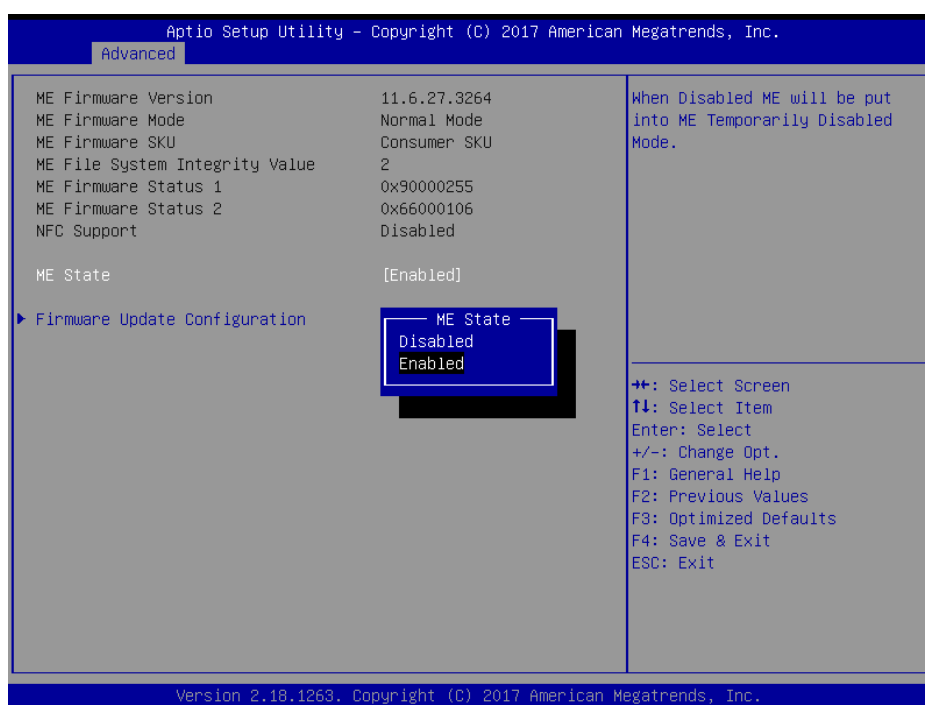 Aptio Setup Utility – Copyright (C) 2017 American Megatrends, Inc.
Advanced
ME Firmware Version 11.6.27.3264
ME Firmware Mode Normal Mode
ME Firmware SKU Consumer SKU
ME File System Integrity Value 2
ME Firmware Status 1 0x90000255
ME Firmware Status 2 0x66000106
NFC Support Disabled
ME State [Enabled]
Firmware Update Configuration
ME State
Disabled
Enabled
When Disabled ME will be put
into ME Temporarily Disabled
Mode.
→←: Select Screen
↑↓: Select Item
Enter: Select
+/-: Change Opt.
F1: General Help
F2: Previous Values
F3: Optimized Defaults
F4: Save & Exit
ESC: Exit
Version 2.18.1263. Copyright (C) 2017 American Megatrends, Inc.